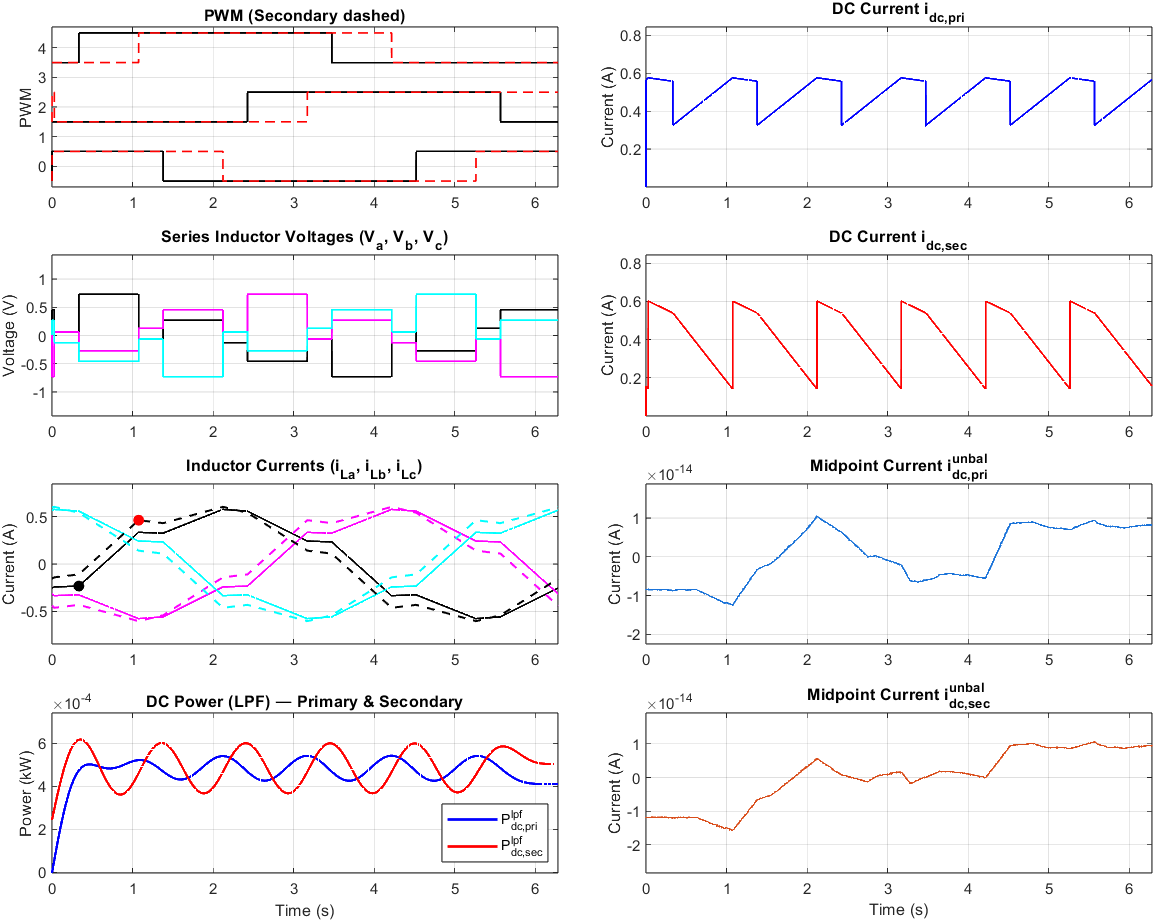 PWM (Secondary dashed)
PWM
4
3
2
1
0
0 1 2 3 4 5 6
DC Current i_dc,pri
Current (A)
0.8
0.6
0.4
0.2
0 1 2 3 4 5 6
Series Inductor Voltages (V_a, V_b, V_c)
Voltage (V)
1
0.5
0
-0.5
-1
0 1 2 3 4 5 6
DC Current i_dc,sec
Current (A)
0.8
0.6
0.4
0.2
0 1 2 3 4 5 6
Inductor Currents (i_La, i_Lb, i_Lc)
Current (A)
0.5
0
-0.5
0 1 2 3 4 5 6
Midpoint Current i_dc,pri^unbal
×10^-14
Current (A)
1
0
-1
-2
0 1 2 3 4 5 6
DC Power (LPF) — Primary & Secondary
×10^-4
Power (kW)
6
4
2
0
P_dc,pri^lpf
P_dc,sec^lpf
0 1 2 3 4 5 6
Time (s)
Midpoint Current i_dc,sec^unbal
×10^-14
Current (A)
1
0
-1
-2
0 1 2 3 4 5 6
Time (s)